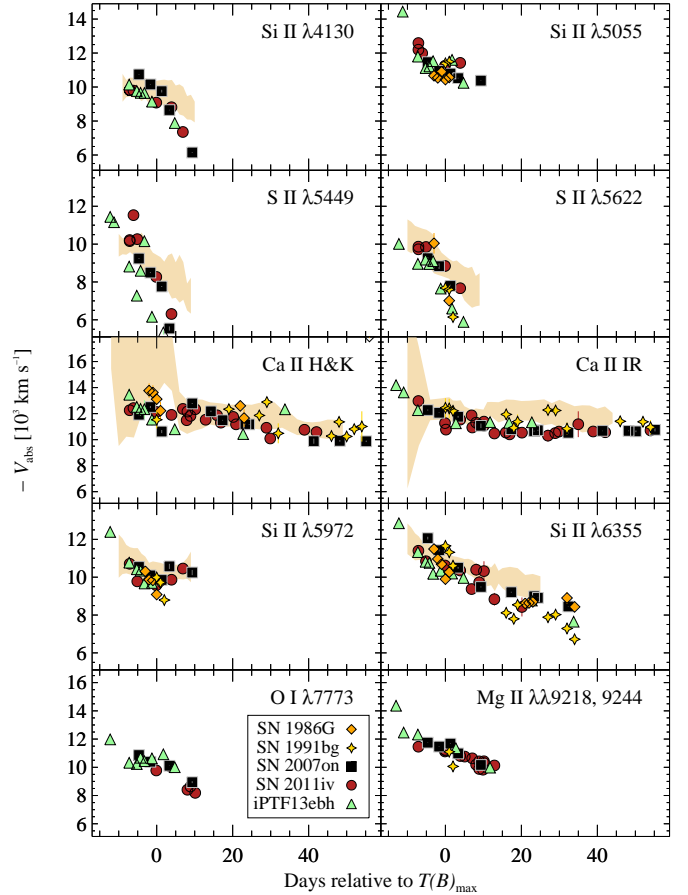 Si II λ4130
Si II λ5055
14
12
10
8
6
S II λ5449
S II λ5622
12
10
8
6
Ca II H&K
Ca II IR
16
14
12
10
8
6
− V_abs [10³ km s⁻¹]
Si II λ5972
Si II λ6355
12
10
8
6
O I λ7773
Mg II λλ9218, 9244
16
14
12
10
8
6
SN 1986G
SN 1991bg
SN 2007on
SN 2011iv
iPTF13ebh
0 20 40 0 20 40
Days relative to T(B)max